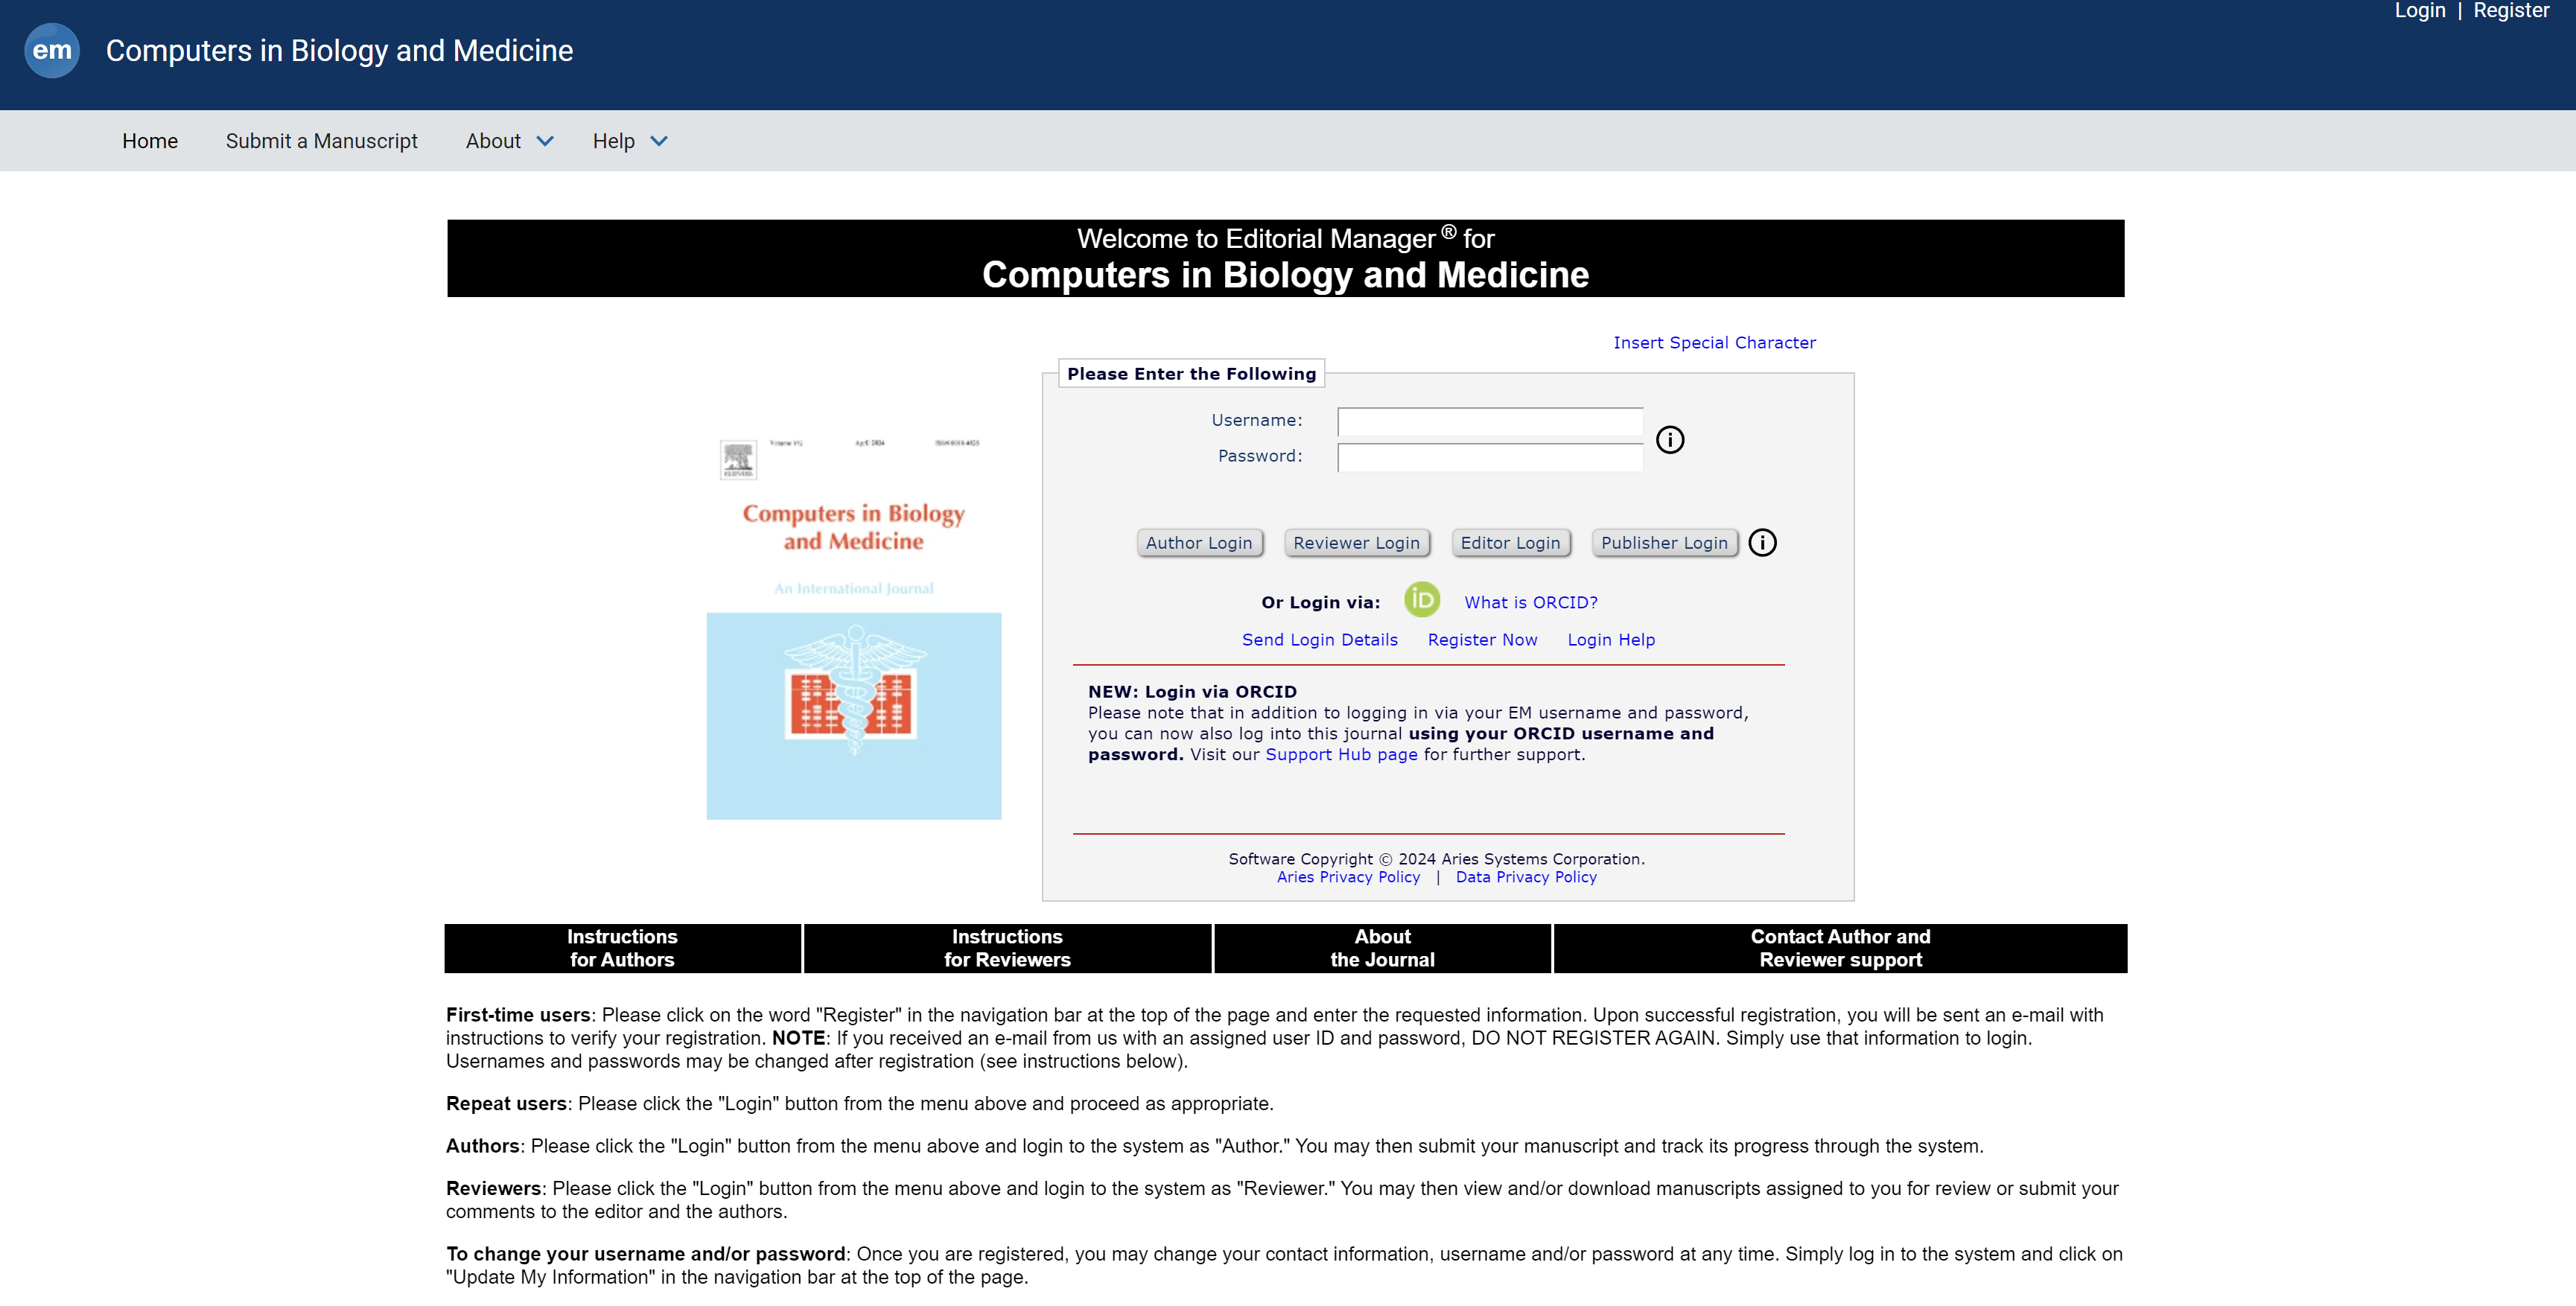 Login | Register
em
Computers in Biology and Medicine
Home Submit a Manuscript About Help
Welcome to Editorial Manager® for
Computers in Biology and Medicine
Insert Special Character
Please Enter the Following
Username:
Password:
Author Login Reviewer Login Editor Login Publisher Login
Or Login via: iD What is ORCID?
Send Login Details Register Now Login Help
NEW: Login via ORCID
Please note that in addition to logging in via your EM username and password,
you can now also log into this journal using your ORCID username and
password. Visit our Support Hub page for further support.
Software Copyright © 2024 Aries Systems Corporation.
Aries Privacy Policy | Data Privacy Policy
ELSEVIER
Computers in Biology
and Medicine
An International Journal
Instructions
for Authors
Instructions
for Reviewers
About
the Journal
Contact Author and
Reviewer support
First-time users: Please click on the word "Register" in the navigation bar at the top of the page and enter the requested information. Upon successful registration, you will be sent an e-mail with
instructions to verify your registration. NOTE: If you received an e-mail from us with an assigned user ID and password, DO NOT REGISTER AGAIN. Simply use that information to login.
Usernames and passwords may be changed after registration (see instructions below).
Repeat users: Please click the "Login" button from the menu above and proceed as appropriate.
Authors: Please click the "Login" button from the menu above and login to the system as "Author." You may then submit your manuscript and track its progress through the system.
Reviewers: Please click the "Login" button from the menu above and login to the system as "Reviewer." You may then view and/or download manuscripts assigned to you for review or submit your
comments to the editor and the authors.
To change your username and/or password: Once you are registered, you may change your contact information, username and/or password at any time. Simply log in to the system and click on
"Update My Information" in the navigation bar at the top of the page.